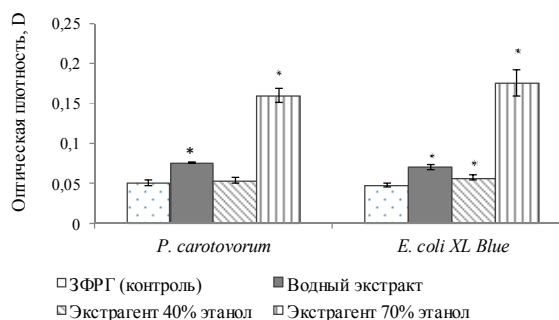 Оптическая плотность, D
0,25
0,2
0,15
0,1
0,05
0
*
*
*
*
*
P. carotovorum
E. coli XL Blue
ЗФРГ (контроль)
Водный экстракт
Экстрагент 40% этанол
Экстрагент 70% этанол